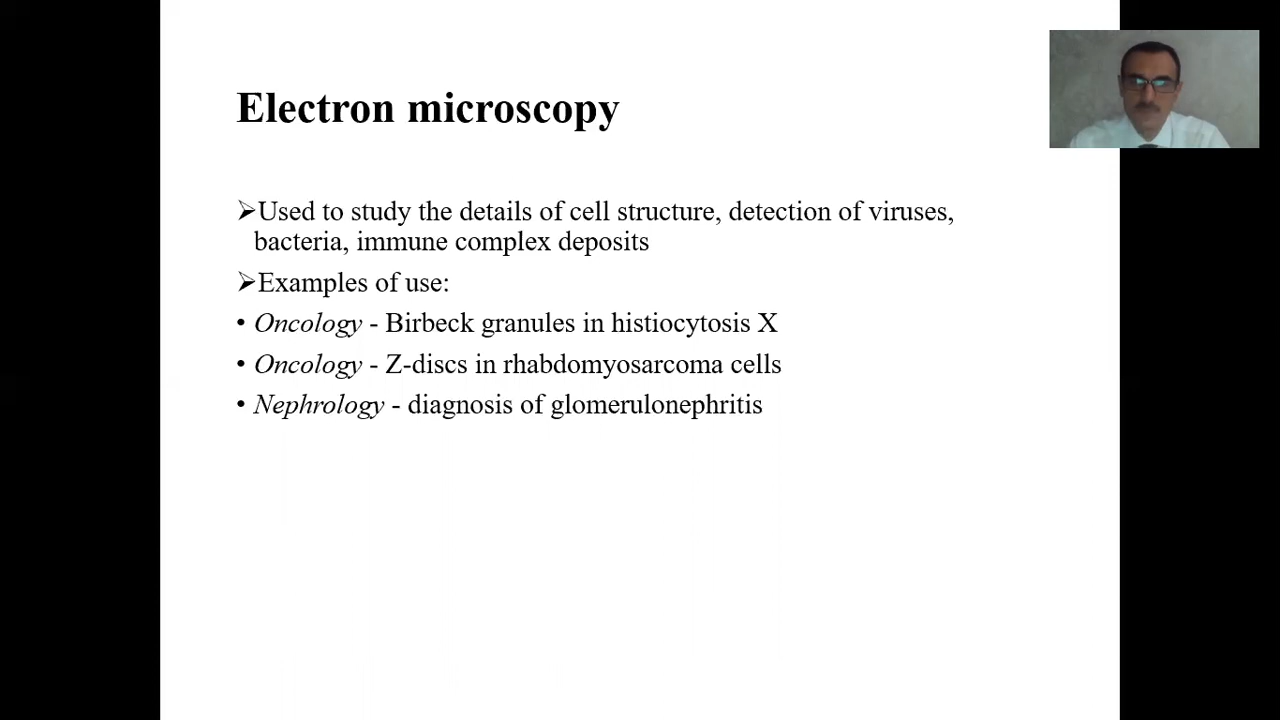 Electron microscopy
➢Used to study the details of cell structure, detection of viruses,
bacteria, immune complex deposits
➢Examples of use:
• Oncology - Birbeck granules in histiocytosis X
• Oncology - Z-discs in rhabdomyosarcoma cells
• Nephrology - diagnosis of glomerulonephritis